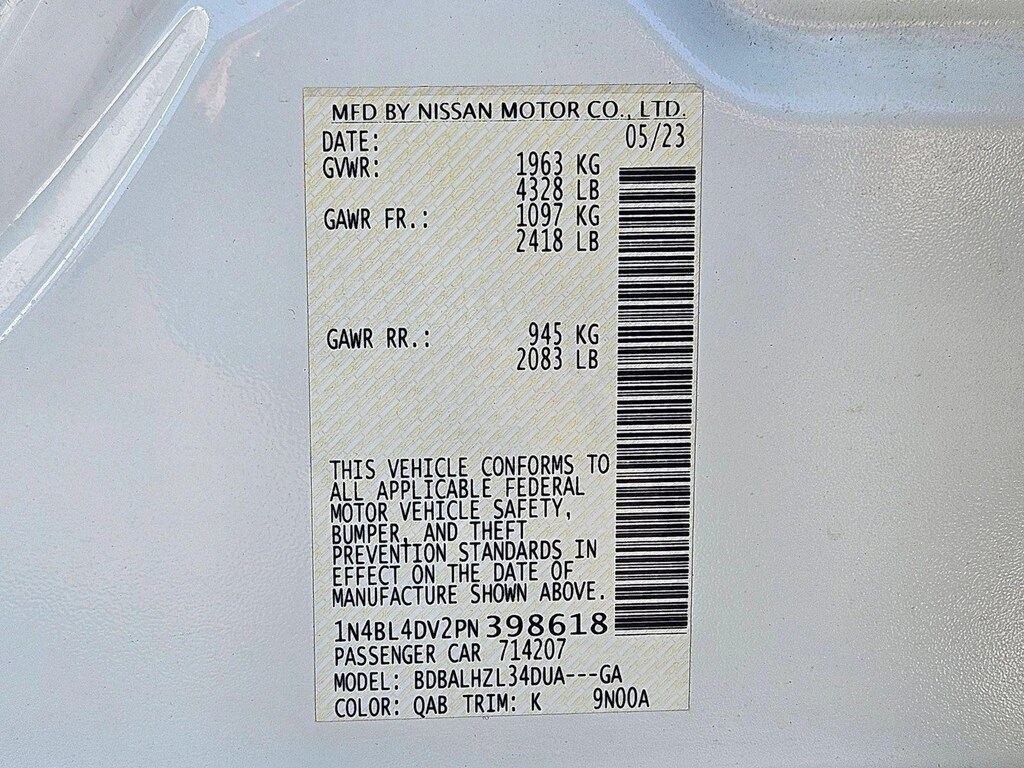 MFD BY NISSAN MOTOR CO., LTD.
DATE: 05/23
GVWR: 1963 KG
4328 LB
GAWR FR.: 1097 KG
2418 LB
GAWR RR.: 945 KG
2083 LB
THIS VEHICLE CONFORMS TO
ALL APPLICABLE FEDERAL
MOTOR VEHICLE SAFETY,
BUMPER, AND THEFT
PREVENTION STANDARDS IN
EFFECT ON THE DATE OF
MANUFACTURE SHOWN ABOVE.
1N4BL4DV2PN 398618
PASSENGER CAR 714207
MODEL: BDBALHZL34DUA---GA
COLOR: QAB TRIM: K 9N00A